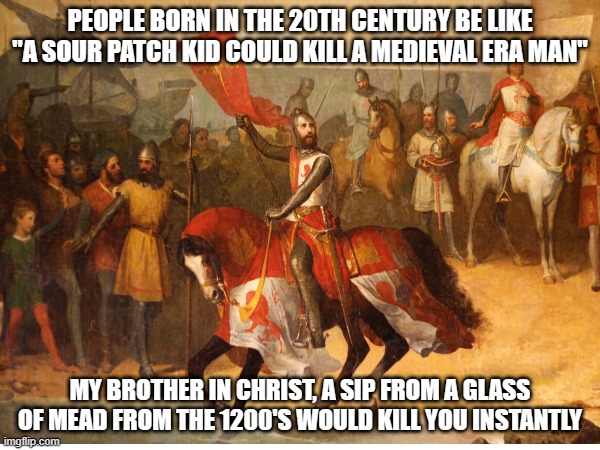 PEOPLE BORN IN THE 20TH CENTURY BE LIKE
"A SOUR PATCH KID COULD KILL A MEDIEVAL ERA MAN"
MY BROTHER IN CHRIST, A SIP FROM A GLASS
OF MEAD FROM THE 1200'S WOULD KILL YOU INSTANTLY
imgflip.com